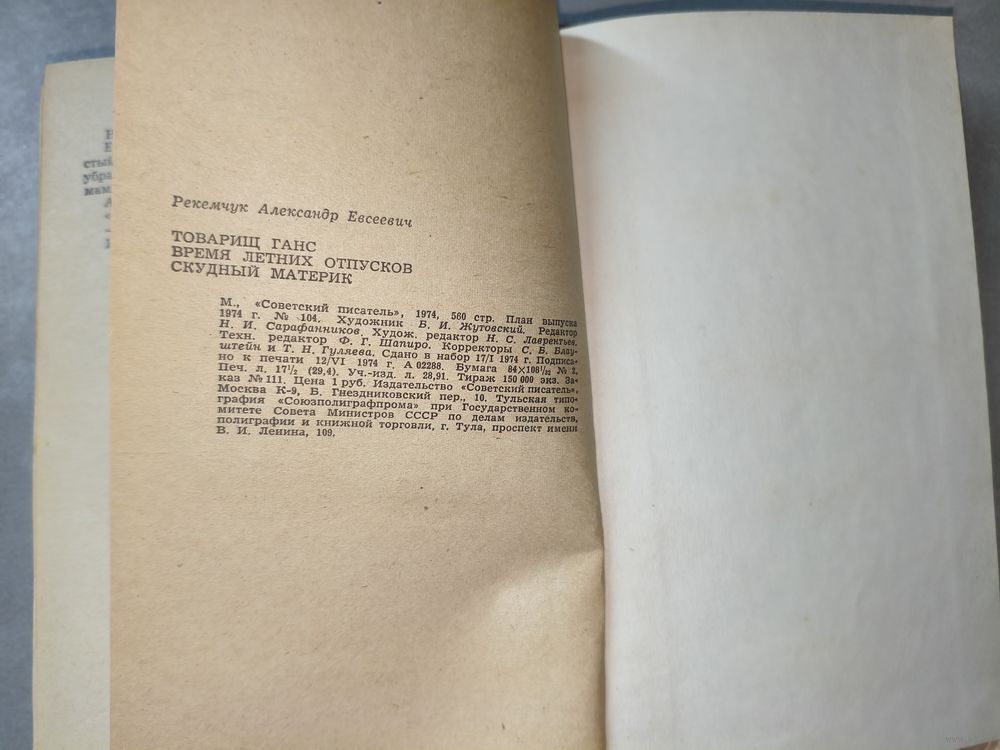 стый
убра
мам
Рекемчук Александр Евсеевич
ТОВАРИЩ ГАНС
ВРЕМЯ ЛЕТНИХ ОТПУСКОВ
СКУДНЫЙ МАТЕРИК
М., «Советский писатель», 1974, 560 стр. План выпуска
1974 г. № 104. Художник Б. И. Жутовский. Редактор
Н. И. Сарафанников. Худож. редактор Н. С. Лаврентьев.
Техн. редактор Ф. Г. Шапиро. Корректоры С. Б. Блау-
штейн и Т. Н. Гуляева. Сдано в набор 17/I 1974 г. Подписа-
но к печати 12/VI 1974 г. А 02288. Бумага 84×108¹/₃₂ № 2.
Печ. л. 17¹/₂ (29,4). Уч.-изд. л. 28,91. Тираж 150 000 экз. За-
каз № 111. Цена 1 руб. Издательство «Советский писатель».
Москва К-9, Б. Гнездниковский пер., 10. Тульская типо-
графия «Союзполиграфпрома» при Государственном ко-
митете Совета Министров СССР по делам издательств,
полиграфии и книжной торговли, г. Тула, проспект имени
В. И. Ленина, 109.